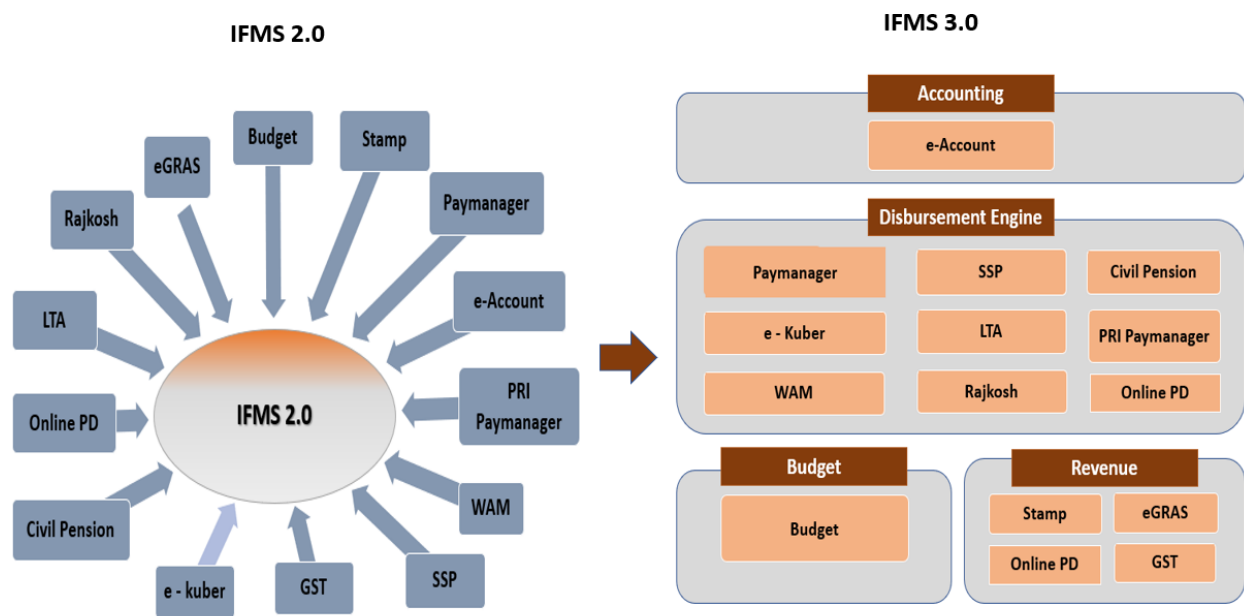 IFMS 2.0
Budget
Stamp
eGRAS
Paymanager
Rajkosh
e-Account
LTA
PRI
Paymanager
Online PD
IFMS 2.0
WAM
Civil Pension
SSP
e - kuber
GST
IFMS 3.0
Accounting
e-Account
Disbursement Engine
Paymanager
SSP
Civil Pension
e - Kuber
LTA
PRI Paymanager
WAM
Rajkosh
Online PD
Budget
Budget
Revenue
Stamp
eGRAS
Online PD
GST